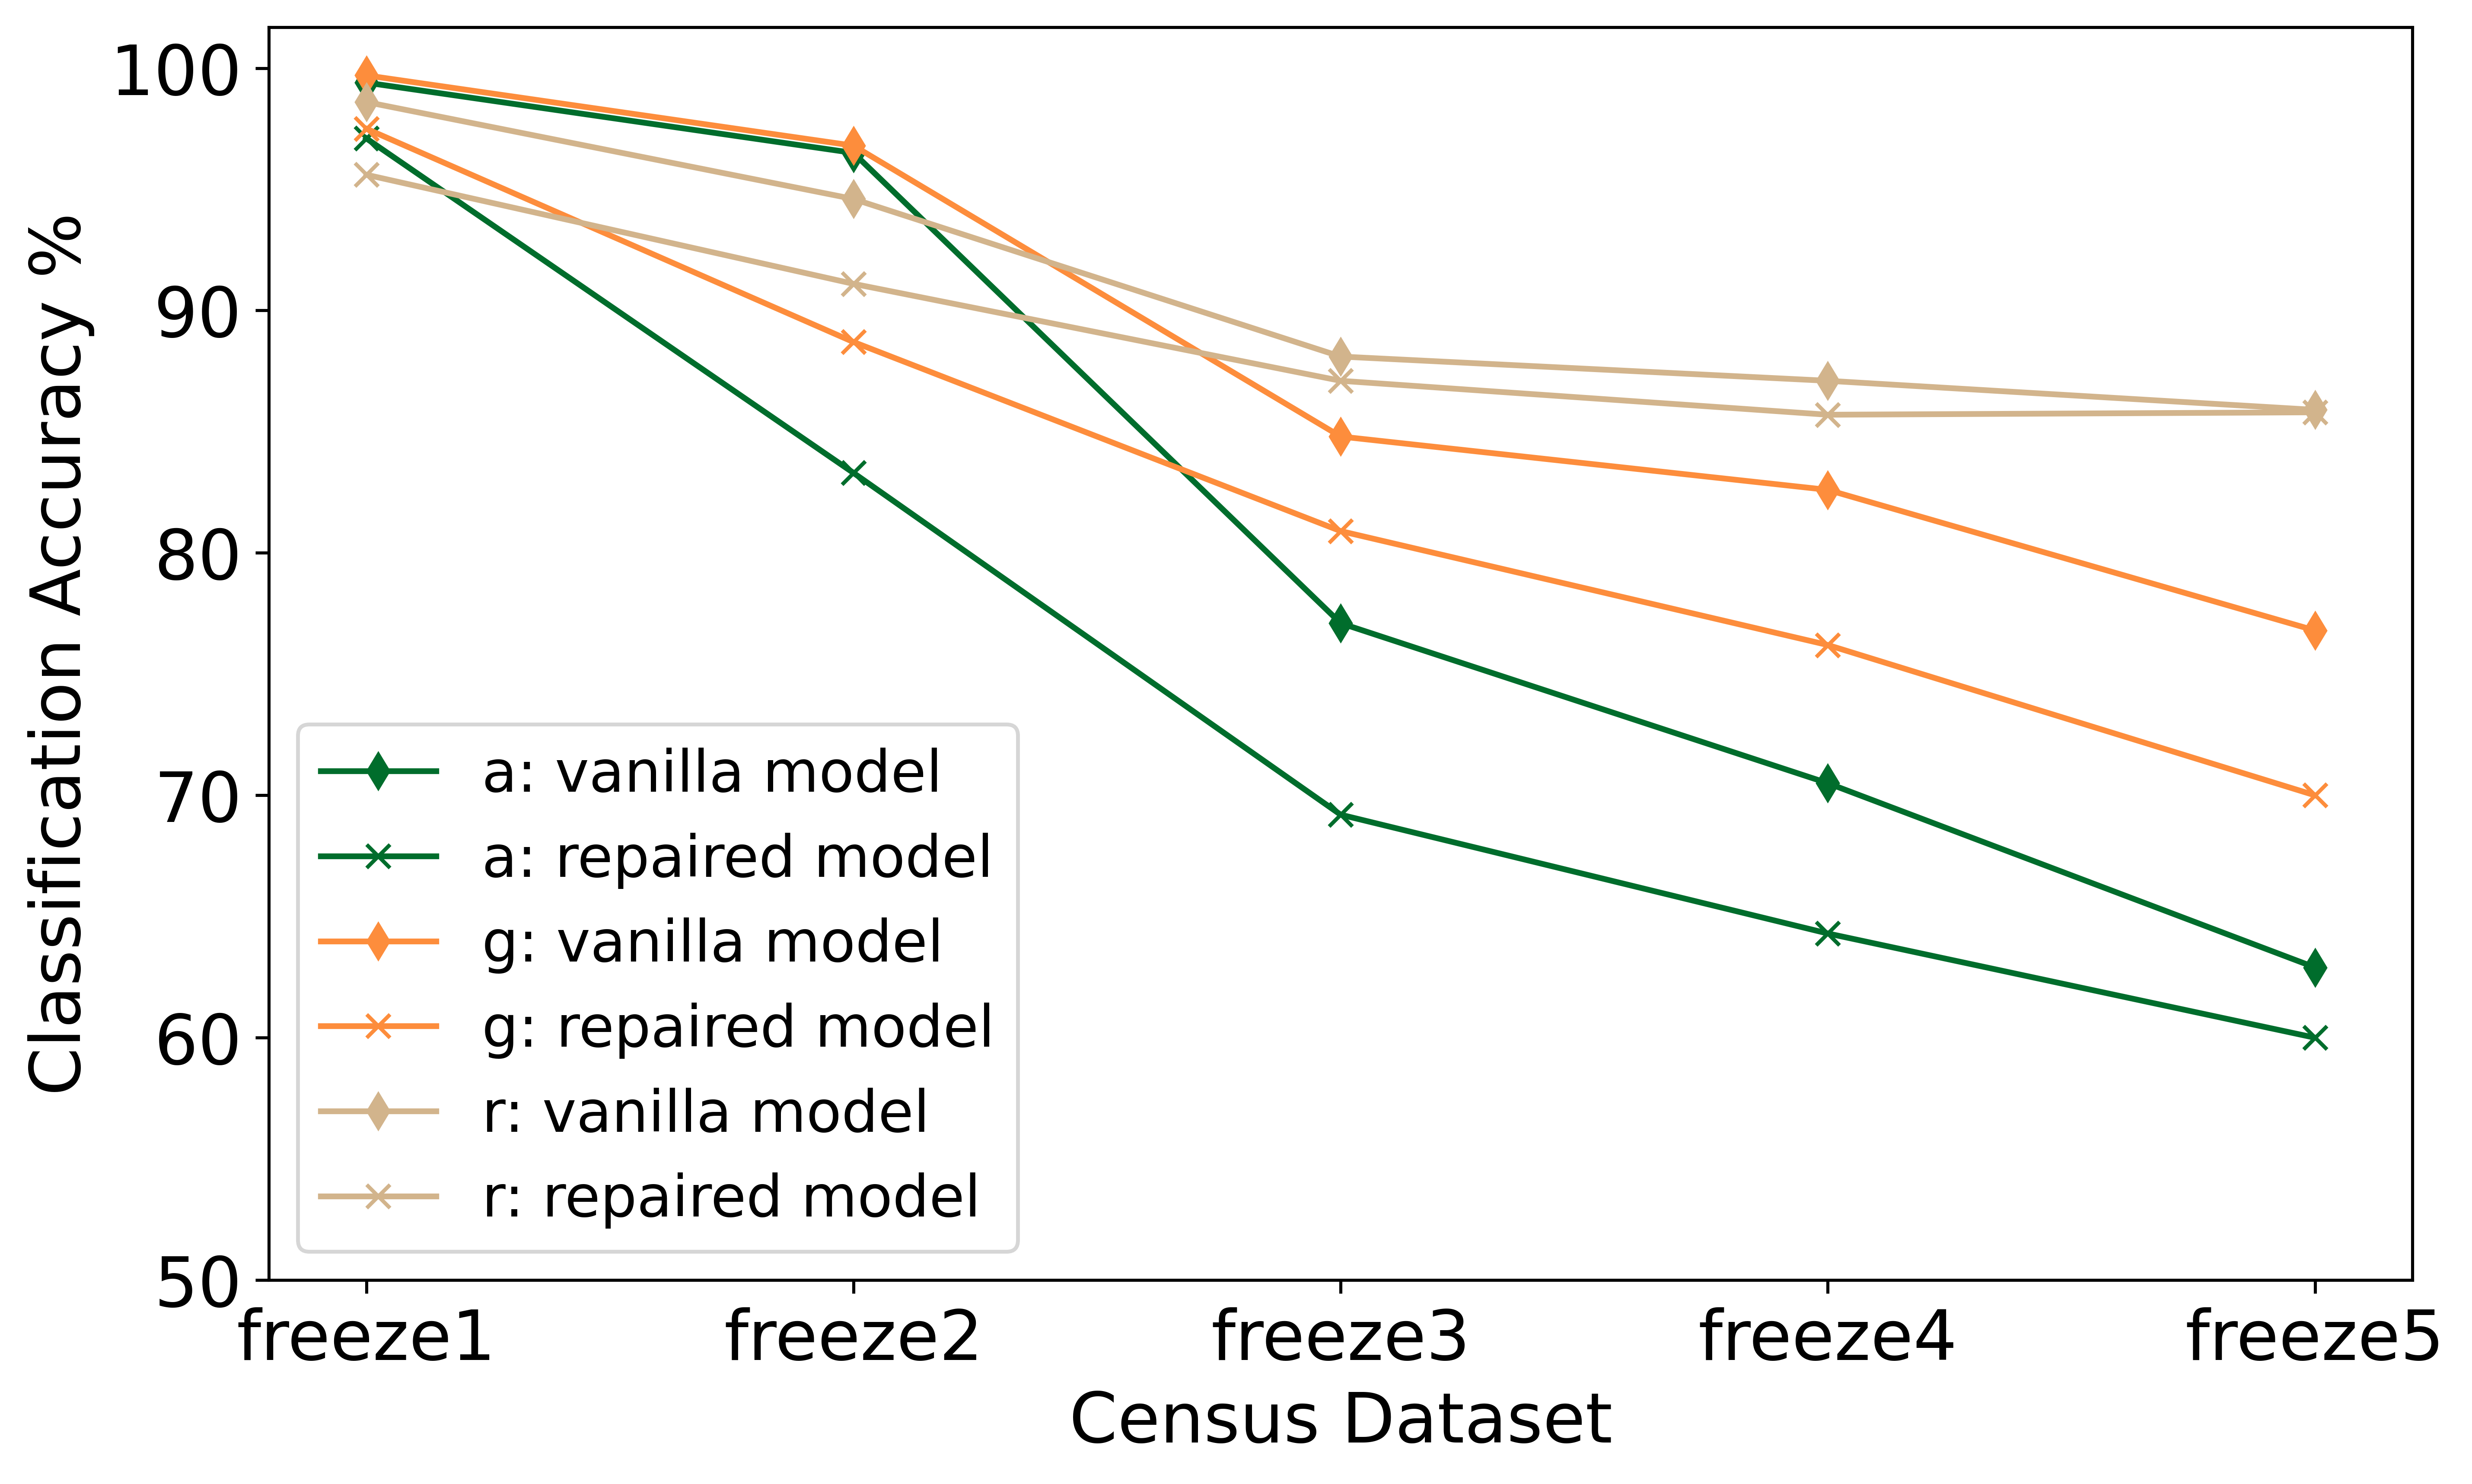 Classification Accuracy %
100
90
80
70
60
50
a: vanilla model
a: repaired model
g: vanilla model
g: repaired model
r: vanilla model
r: repaired model
freeze1 freeze2 freeze3 freeze4 freeze5
Census Dataset